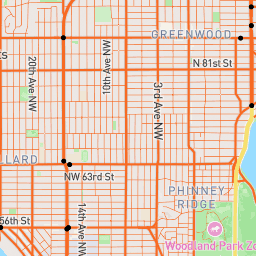 GREENWOOD
N 81st St
20th Ave NW
10th Ave NW
3rd Ave NW
LLARD
NW 63rd St
PHINNEY
RIDGE
56th St
14th Ave NW
Woodland Park Zo